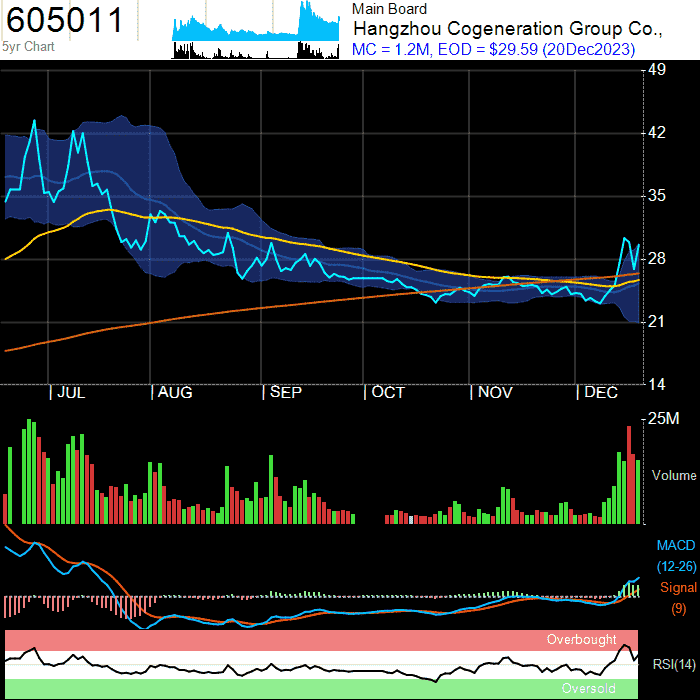 605011
5yr Chart
Main Board
Hangzhou Cogeneration Group Co.,
MC = 1.2M, EOD = $29.59 (20Dec2023)
49
42
35
28
21
14
| JUL | AUG | SEP | OCT | NOV | DEC
25M
Volume
MACD
(12-26)
Signal
(9)
Overbought
RSI(14)
Oversold